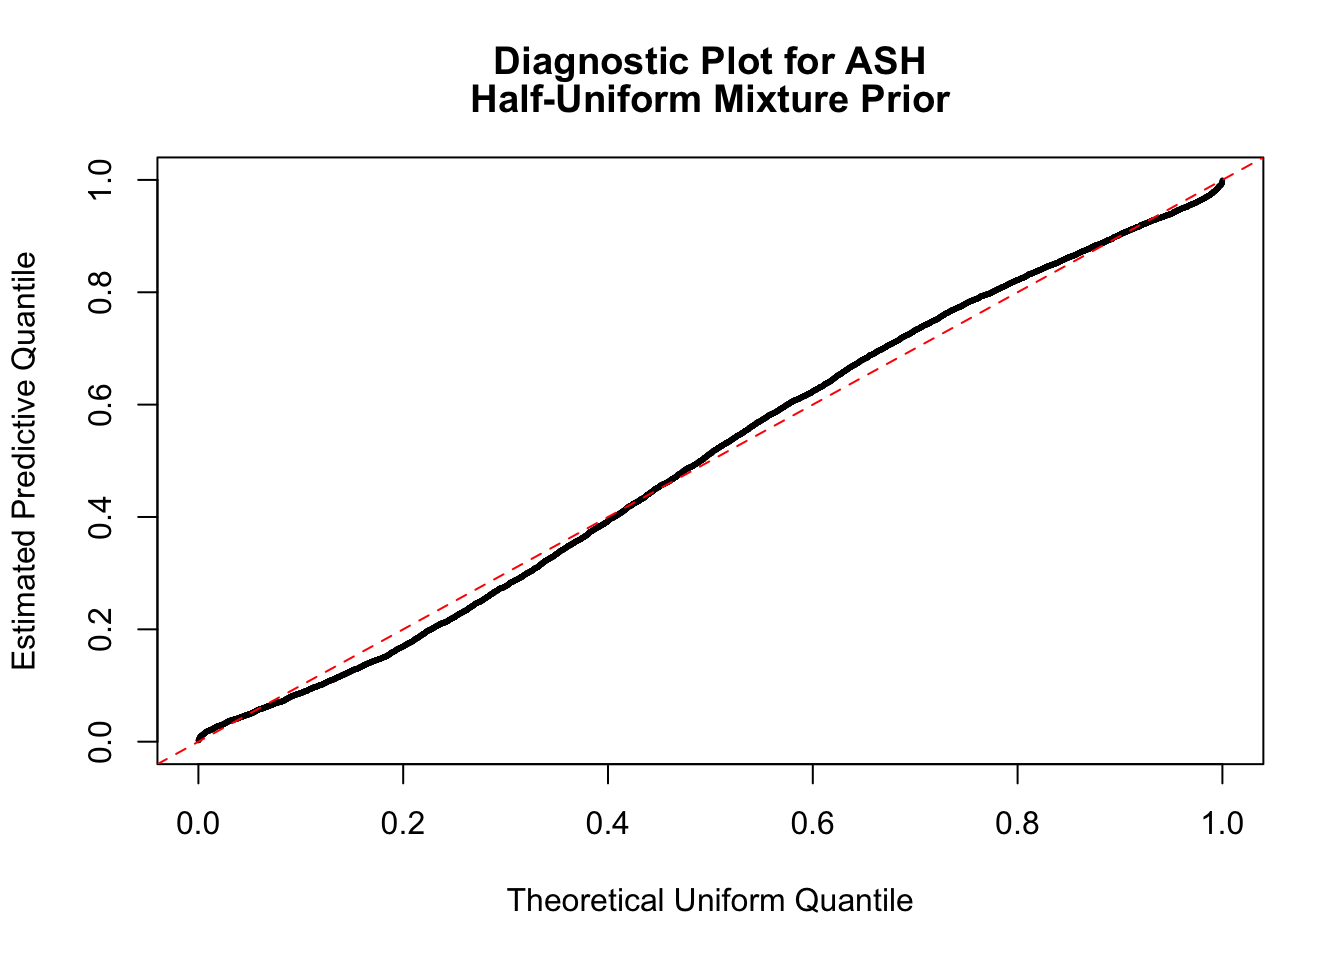 Diagnostic Plot for ASH
Half-Uniform Mixture Prior
Estimated Predictive Quantile
1.0
0.8
0.6
0.4
0.2
0.0
0.0 0.2 0.4 0.6 0.8 1.0
Theoretical Uniform Quantile